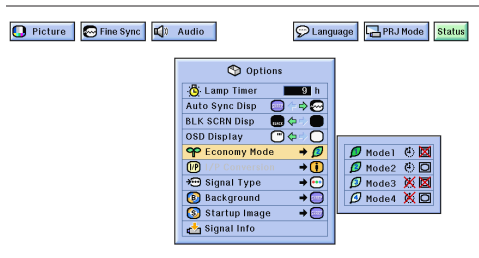 Picture Fine Sync Audio Language PRJ Mode Status
Options
Lamp Timer 9 h
Auto Sync Disp
BLK SCRN Disp
OSD Display
Economy Mode
I/P
Signal Type
Background
Startup Image
Signal Info
Mode1
Mode2
Mode3
Mode4